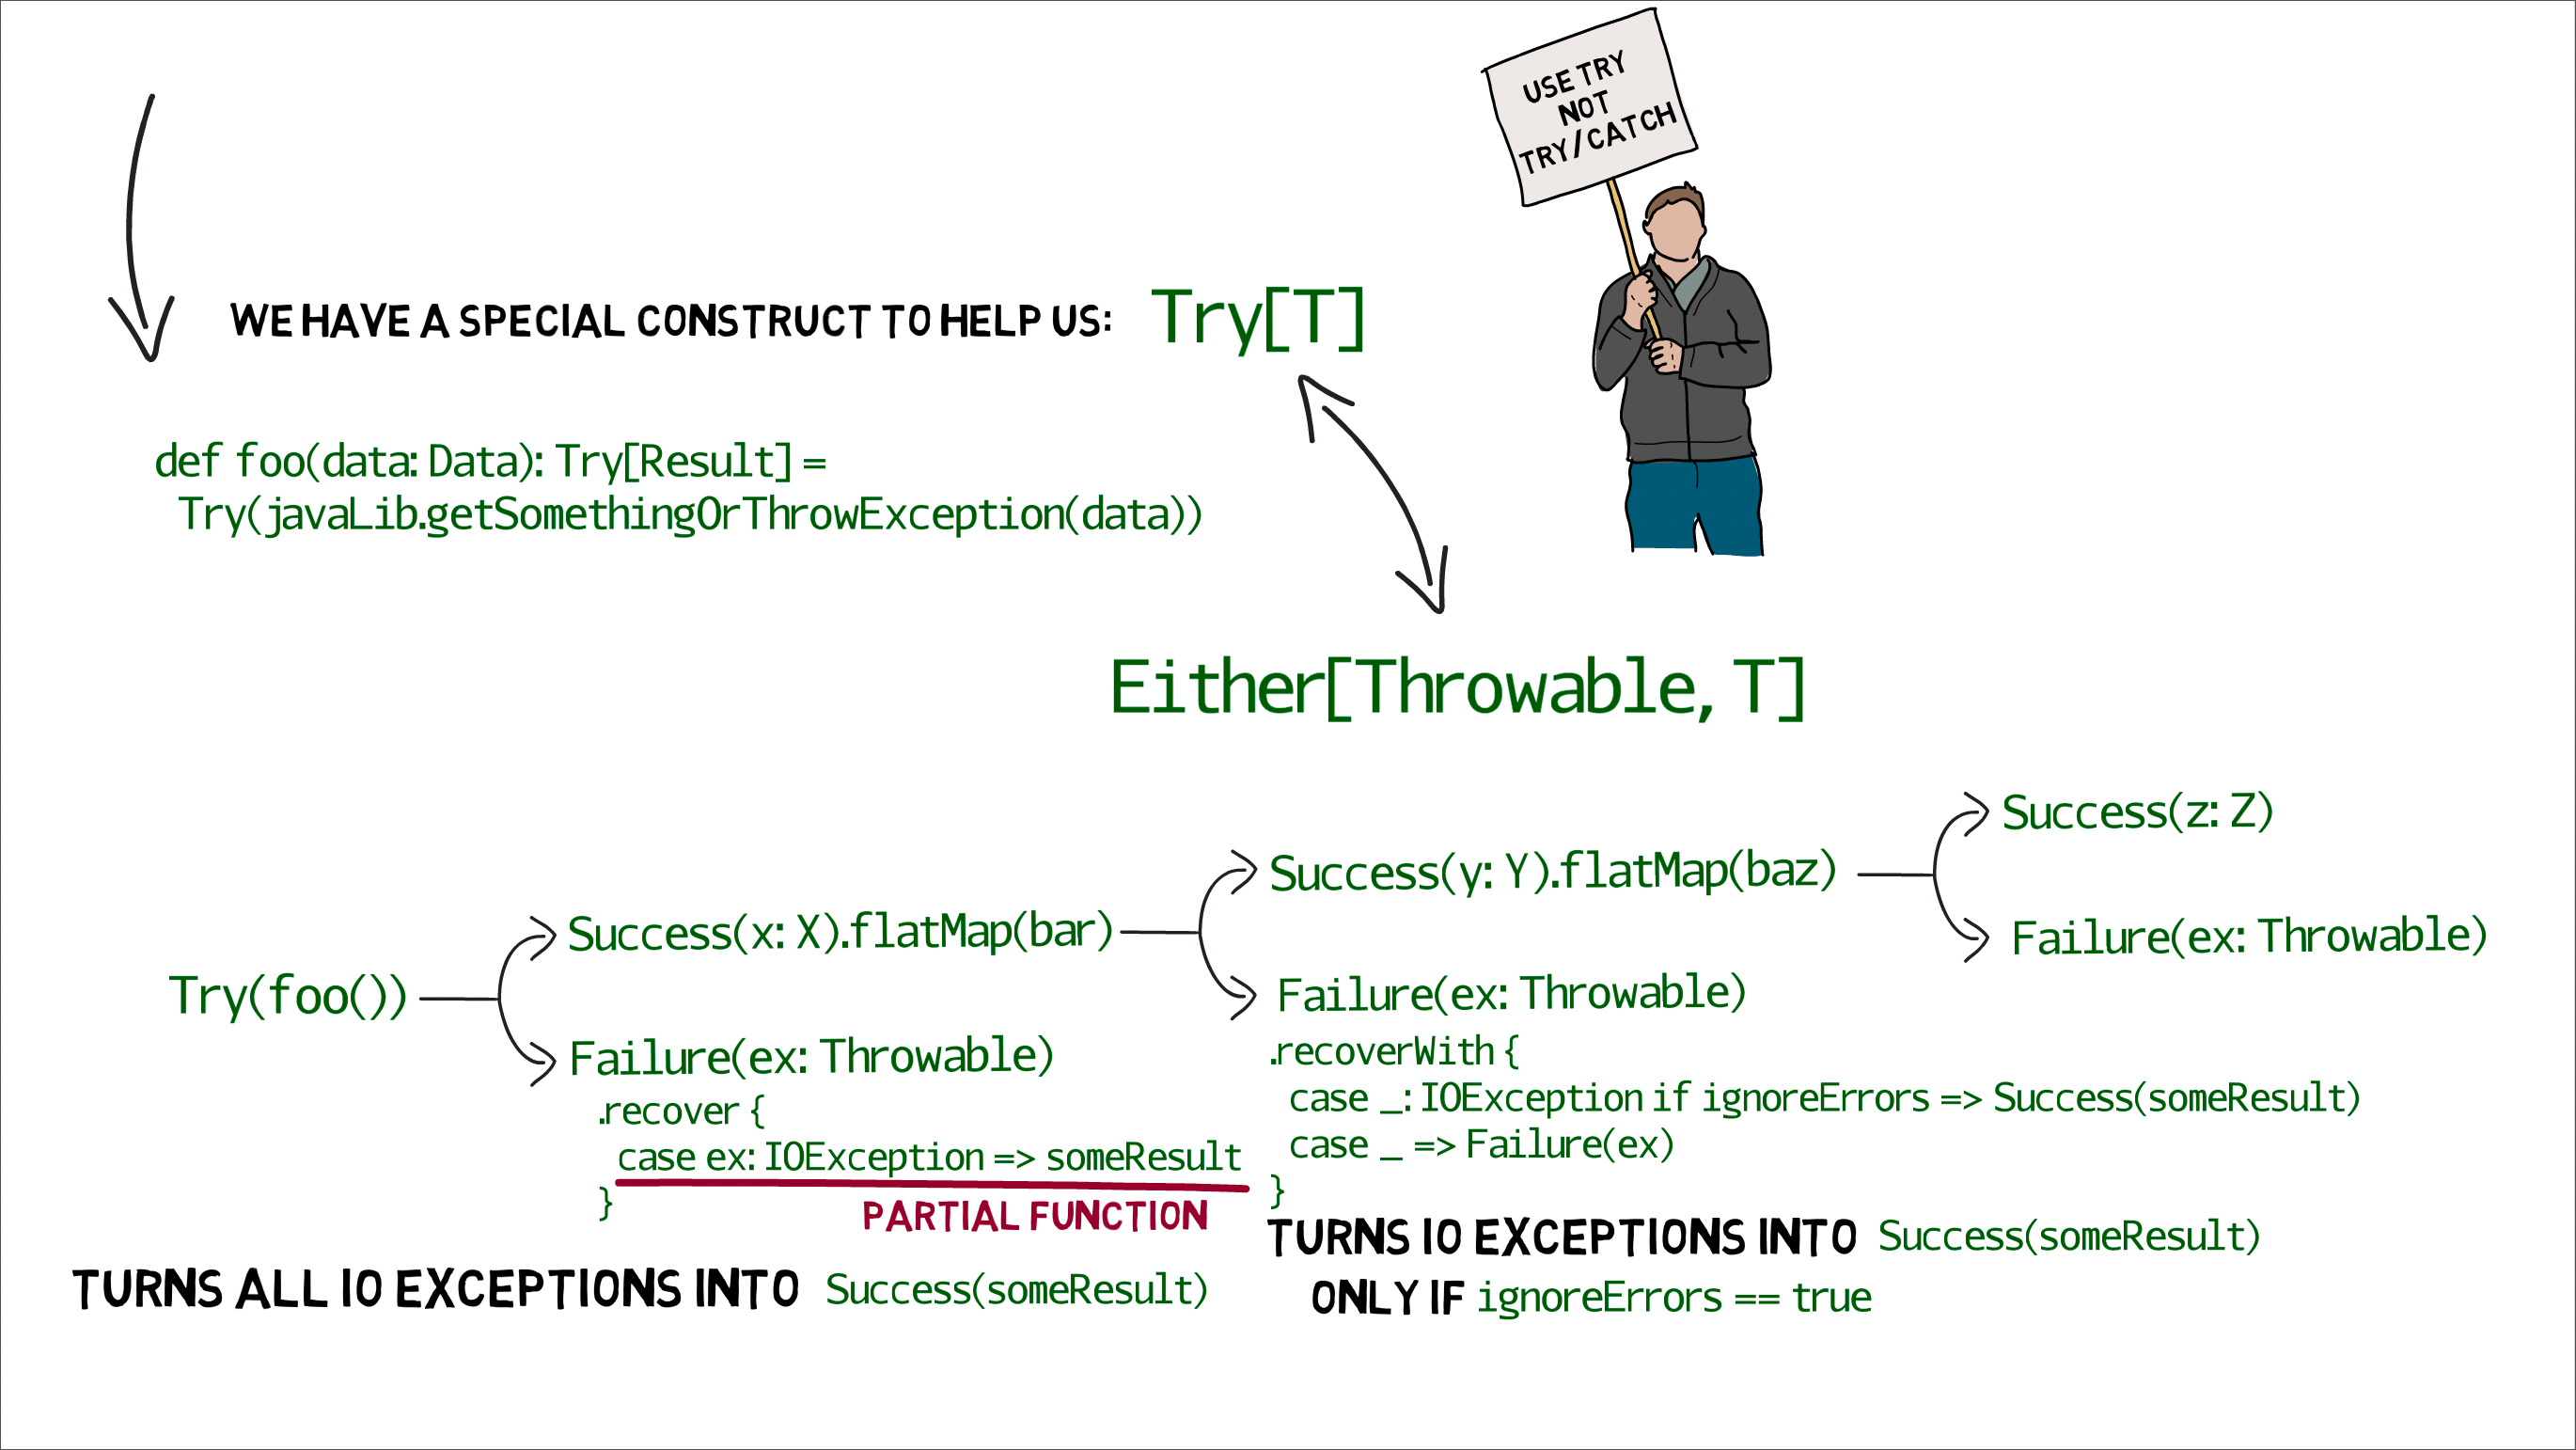 USE TRY
NOT
TRY/CATCH
WE HAVE A SPECIAL CONSTRUCT TO HELP US: Try[T]
def foo(data: Data): Try[Result] =
Try(javaLib.getSomethingOrThrowException(data))
Either[Throwable, T]
Try(foo())
Success(x: X).flatMap(bar)
Failure(ex: Throwable)
.recover {
case ex: IOException => someResult
}
PARTIAL FUNCTION
TURNS ALL IO EXCEPTIONS INTO Success(someResult)
Success(y: Y).flatMap(baz)
Failure(ex: Throwable)
.recoverWith {
case _: IOException if ignoreErrors => Success(someResult)
case _ => Failure(ex)
}
TURNS IO EXCEPTIONS INTO Success(someResult)
ONLY IF ignoreErrors == true
Success(z: Z)
Failure(ex: Throwable)